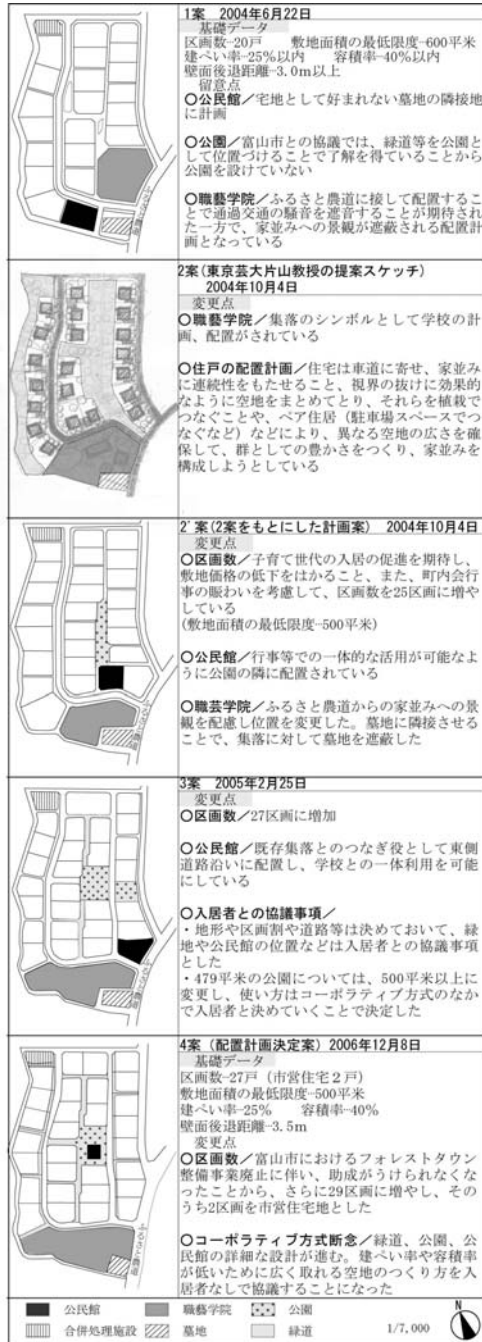 1案 2004年6月22日
基礎データ
区画数-20戸 敷地面積の最低限度-600平米
建ぺい率-25%以内 容積率-40%以内
壁面後退距離-3.0m以上
留意点
○公民館/宅地として好まれない墓地の隣接地
に計画
○公園/富山市との協議では、緑道等を公園と
して位置づけることで了解を得ていることから
公園を設けていない
○職藝学院/ふるさと農道に接して配置するこ
とで通過交通の騒音を遮音することが期待され
た一方で、家並みへの景観が遮蔽される配置計
画となっている
ふるさと農道
2案(東京芸大片山教授の提案スケッチ)
2004年10月4日
変更点
○職藝学院/集落のシンボルとして学校の計
画、配置がされている
○住戸の配置計画/住宅は車道に寄せ、家並み
に連続性をもたせること、視界の抜けに効果的
なように空地をまとめてとり、それらを植栽で
つなぐことや、ペア住居(駐車場スペースでつ
なぐなど)などにより、異なる空地の広さを確
保して、群としての豊かさをつくり、家並みを
構成しようとしている
2'案(2案をもとにした計画案) 2004年10月4日
変更点
○区画数/子育て世代の入居の促進を期待し、
敷地価格の低下をはかること、また、町内会行
事の賑わいを考慮して、区画数を25区画に増や
している
(敷地面積の最低限度-500平米)
○公民館/行事等での一体的な活用が可能なよ
うに公園の隣に配置されている
○職芸学院/ふるさと農道からの家並みへの景
観を配慮し位置を変更した。墓地に隣接させる
ことで、集落に対して墓地を遮蔽した
ふるさと農道
3案 2005年2月25日
変更点
○区画数/27区画に増加
○公民館/既存集落とのつなぎ役として東側
道路沿いに配置し、学校との一体利用を可能
にしている
○入居者との協議事項/
・地形や区画割や道路等は決めておいて、緑
地や公民館の位置などは入居者との協議事項
とした
・479平米の公園については、500平米以上に
変更し、使い方はコーポラティブ方式のなか
で入居者と決めていくことで決定した
ふるさと農道
4案(配置計画決定案) 2006年12月8日
基礎データ
区画数-27戸(市営住宅2戸)
敷地面積の最低限度-500平米
建ぺい率-25% 容積率-40%
壁面後退距離-3.5m
変更点
○区画数/富山市におけるフォレストタウン
整備事業廃止に伴い、助成がうけられなくな
ったことから、さらに29区画に増やし、その
うち2区画を市営住宅地とした
○コーポラティブ方式断念/緑道、公園、公
民館の詳細な設計が進む。建ぺい率や容積率
が低いために広く取れる空地のつくり方を入
居者なしで協議することになった
ふるさと農道
公民館 職藝学院 公園
合併処理施設 墓地 緑道 1/7,000 N